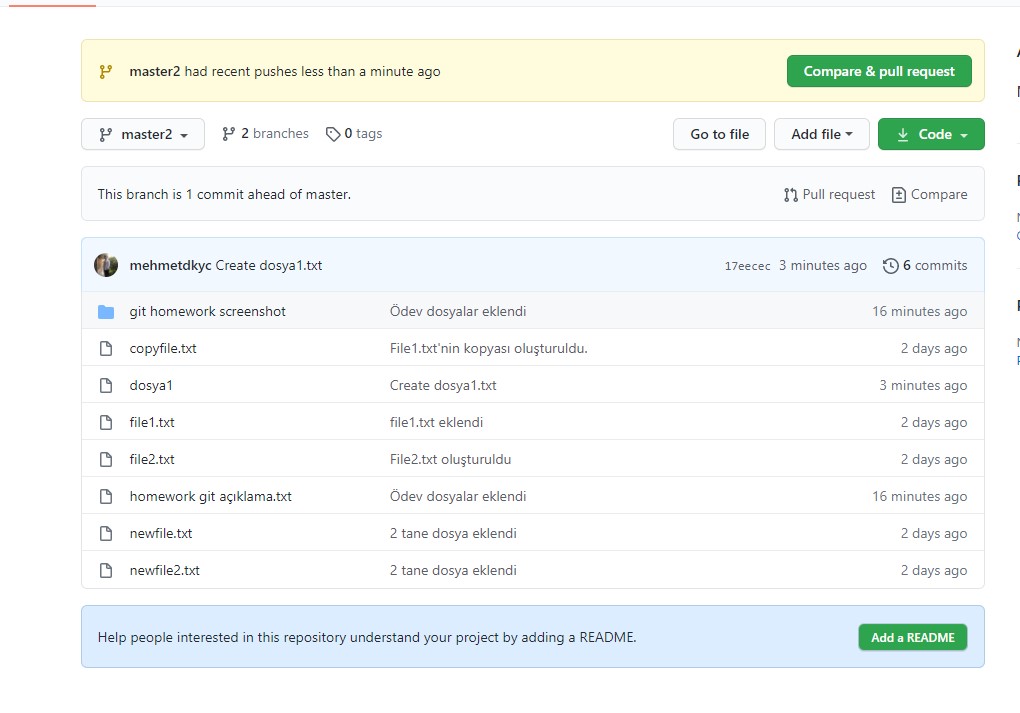 master2 had recent pushes less than a minute ago
Compare & pull request
master2
2 branches
0 tags
Go to file
Add file
Code
This branch is 1 commit ahead of master.
Pull request
Compare
mehmetdkyc Create dosya1.txt
17eecec 3 minutes ago
6 commits
git homework screenshot Ödev dosyalar eklendi 16 minutes ago
copyfile.txt File1.txt'nin kopyası oluşturuldu. 2 days ago
dosya1 Create dosya1.txt 3 minutes ago
file1.txt file1.txt eklendi 2 days ago
file2.txt File2.txt oluşturuldu 2 days ago
homework git açıklama.txt Ödev dosyalar eklendi 16 minutes ago
newfile.txt 2 tane dosya eklendi 2 days ago
newfile2.txt 2 tane dosya eklendi 2 days ago
Help people interested in this repository understand your project by adding a README.
Add a README